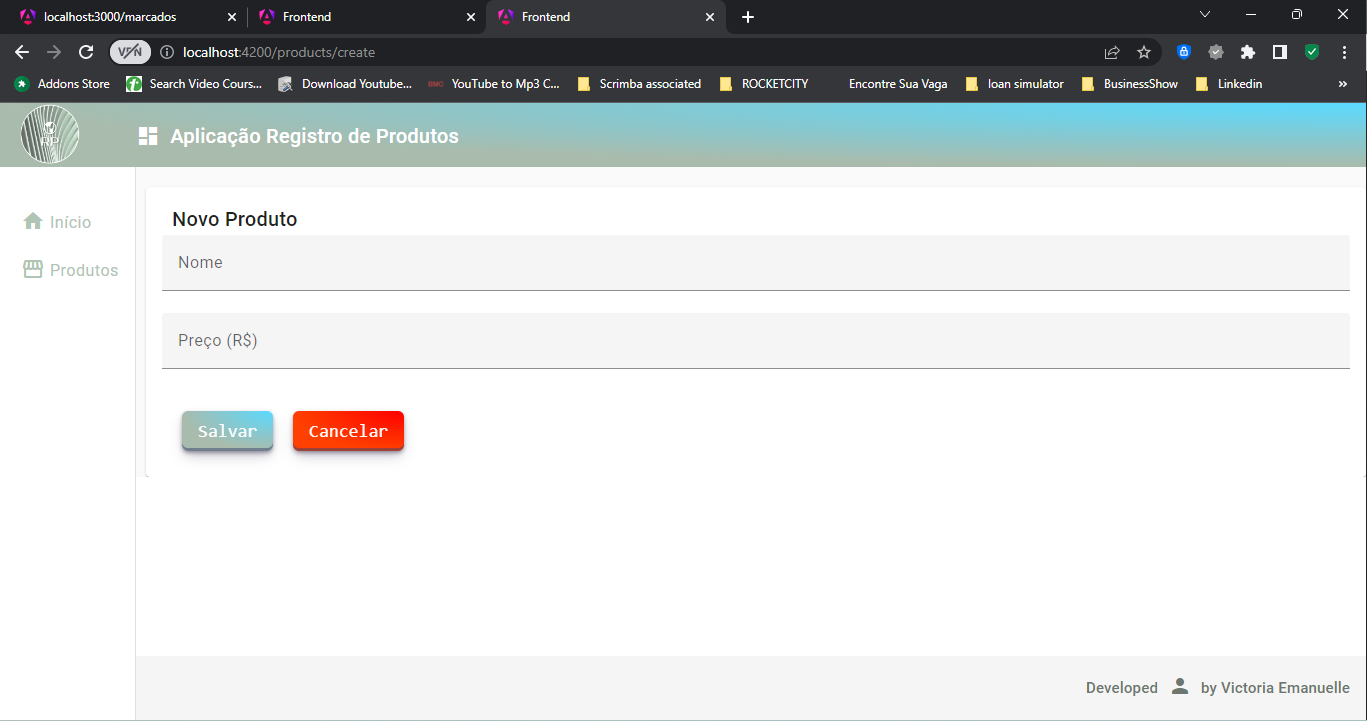 localhost:3000/marcados
Frontend
Frontend
VPN
localhost:4200/products/create
Addons Store
Search Video Cours...
Download Youtube...
BMC
YouTube to Mp3 C...
Scrimba associated
ROCKETCITY
Encontre Sua Vaga
loan simulator
BusinessShow
Linkedin
»
RP
Aplicação Registro de Produtos
Início
Produtos
Novo Produto
Nome
Preço (R$)
Salvar
Cancelar
Developed by Victoria Emanuelle